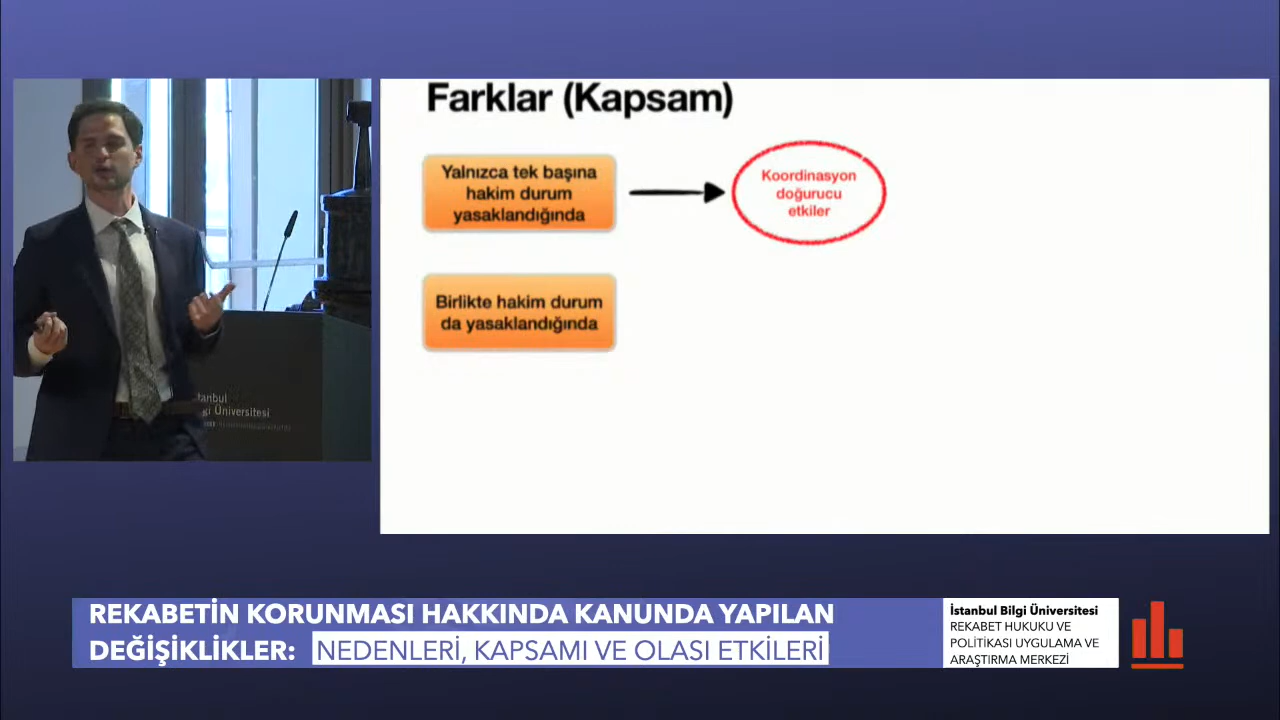 Farklar (Kapsam)
Yalnızca tek başına
hakim durum
yasaklandığında
Koordinasyon
doğurucu
etkiler
Birlikte hakim durum
da yasaklandığında
tanbul
gi Üniversitesi
REKABETİN KORUNMASI HAKKINDA KANUNDA YAPILAN
DEĞİŞİKLİKLER: NEDENLERİ, KAPSAMI VE OLASI ETKİLERİ
İstanbul Bilgi Üniversitesi
REKABET HUKUKU VE
POLİTİKASI UYGULAMA VE
ARAŞTIRMA MERKEZİ